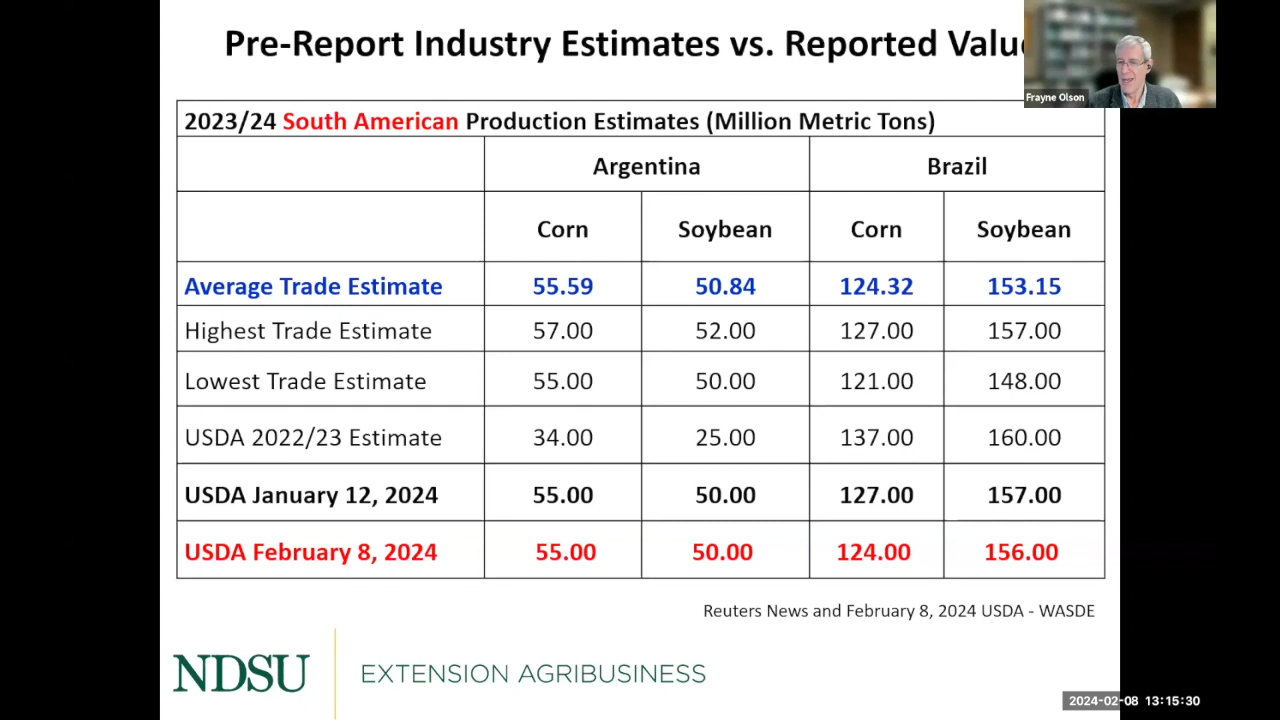 Pre-Report Industry Estimates vs. Reported Valu
Frayne Olson
2023/24 South American Production Estimates (Million Metric Tons)
Argentina Brazil
Corn Soybean Corn Soybean
Average Trade Estimate 55.59 50.84 124.32 153.15
Highest Trade Estimate 57.00 52.00 127.00 157.00
Lowest Trade Estimate 55.00 50.00 121.00 148.00
USDA 2022/23 Estimate 34.00 25.00 137.00 160.00
USDA January 12, 2024 55.00 50.00 127.00 157.00
USDA February 8, 2024 55.00 50.00 124.00 156.00
Reuters News and February 8, 2024 USDA - WASDE
NDSU EXTENSION AGRIBUSINESS
2024-02-08 13:15:30